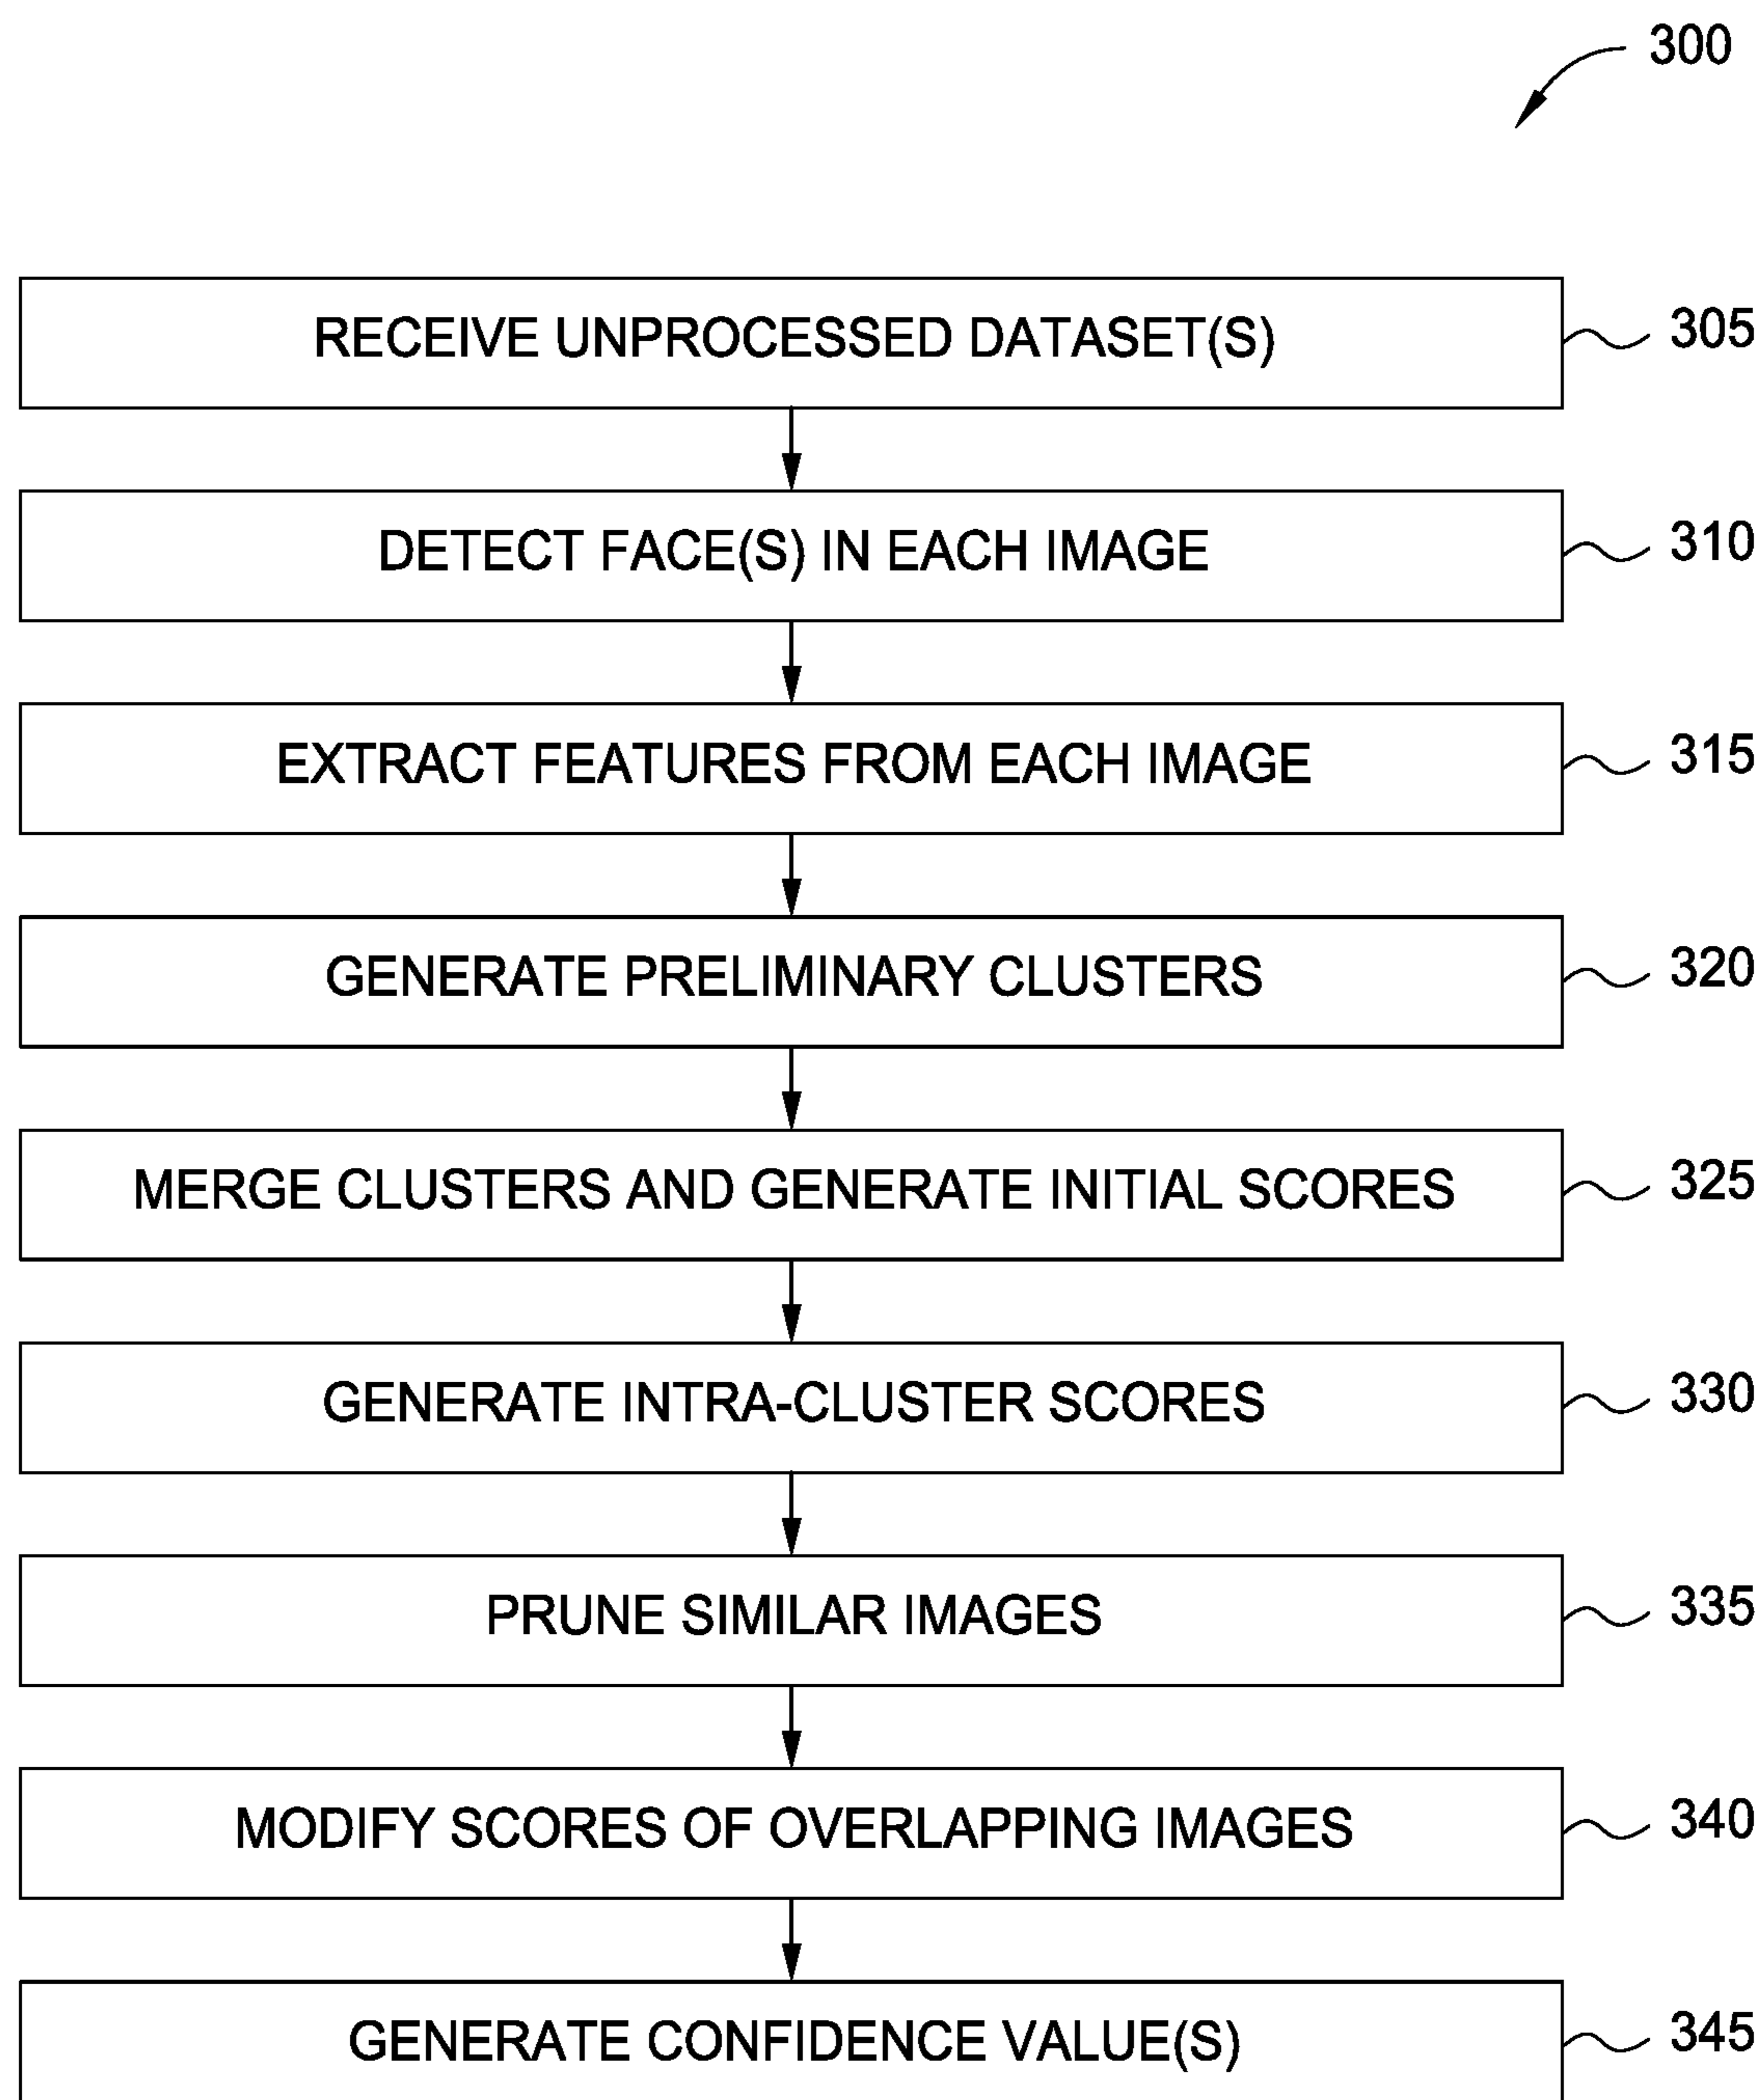 300
RECEIVE UNPROCESSED DATASET(S)
305
DETECT FACE(S) IN EACH IMAGE
310
EXTRACT FEATURES FROM EACH IMAGE
315
GENERATE PRELIMINARY CLUSTERS
320
MERGE CLUSTERS AND GENERATE INITIAL SCORES
325
GENERATE INTRA-CLUSTER SCORES
330
PRUNE SIMILAR IMAGES
335
MODIFY SCORES OF OVERLAPPING IMAGES
340
GENERATE CONFIDENCE VALUE(S)
345